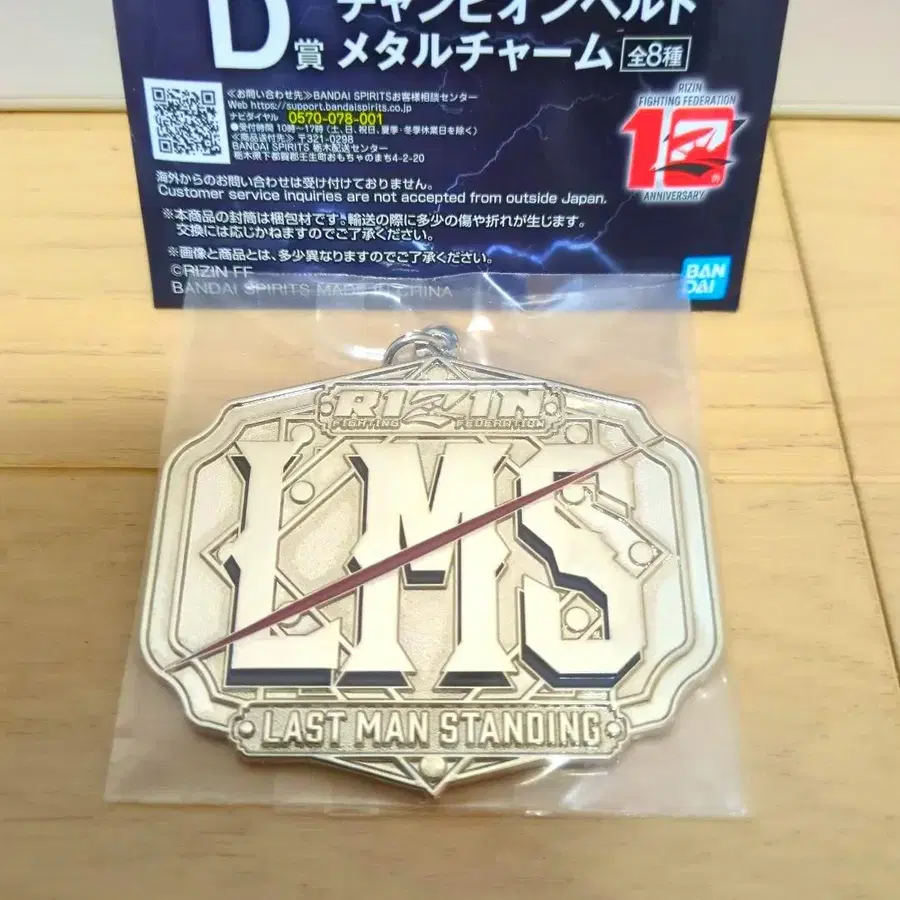 D賞
チャンピオンベルト
メタルチャーム 全8種
≪お問い合わせ先≫BANDAI SPIRITSお客様相談センター
Web https://support.bandaispirits.co.jp
ナビダイヤル 0570-078-001
●受付時間 10時~17時 (土、日、祝日、夏季・冬季休業日を除く)
≪商品送付先≫ 〒321-0298
BANDAI SPIRITS 栃木配送センター
栃木県下都賀郡壬生町おもちゃのまち4-2-20
海外からのお問い合わせは受け付けておりません。
Customer service inquiries are not accepted from outside Japan.
※本商品の封筒は梱包材です。輸送の際に多少の傷や折れが生じます。
交換には応じかねますのでご了承ください。
※画像と商品とは、多少異なりますのでご了承ください。
©RIZIN FF
BANDAI SPIRITS MADE IN CHINA
RIZIN
FIGHTING FEDERATION
10
th
ANNIVERSARY
BAN
DAI
RIZIN
FIGHTING FEDERATION
LMS
LAST MAN STANDING